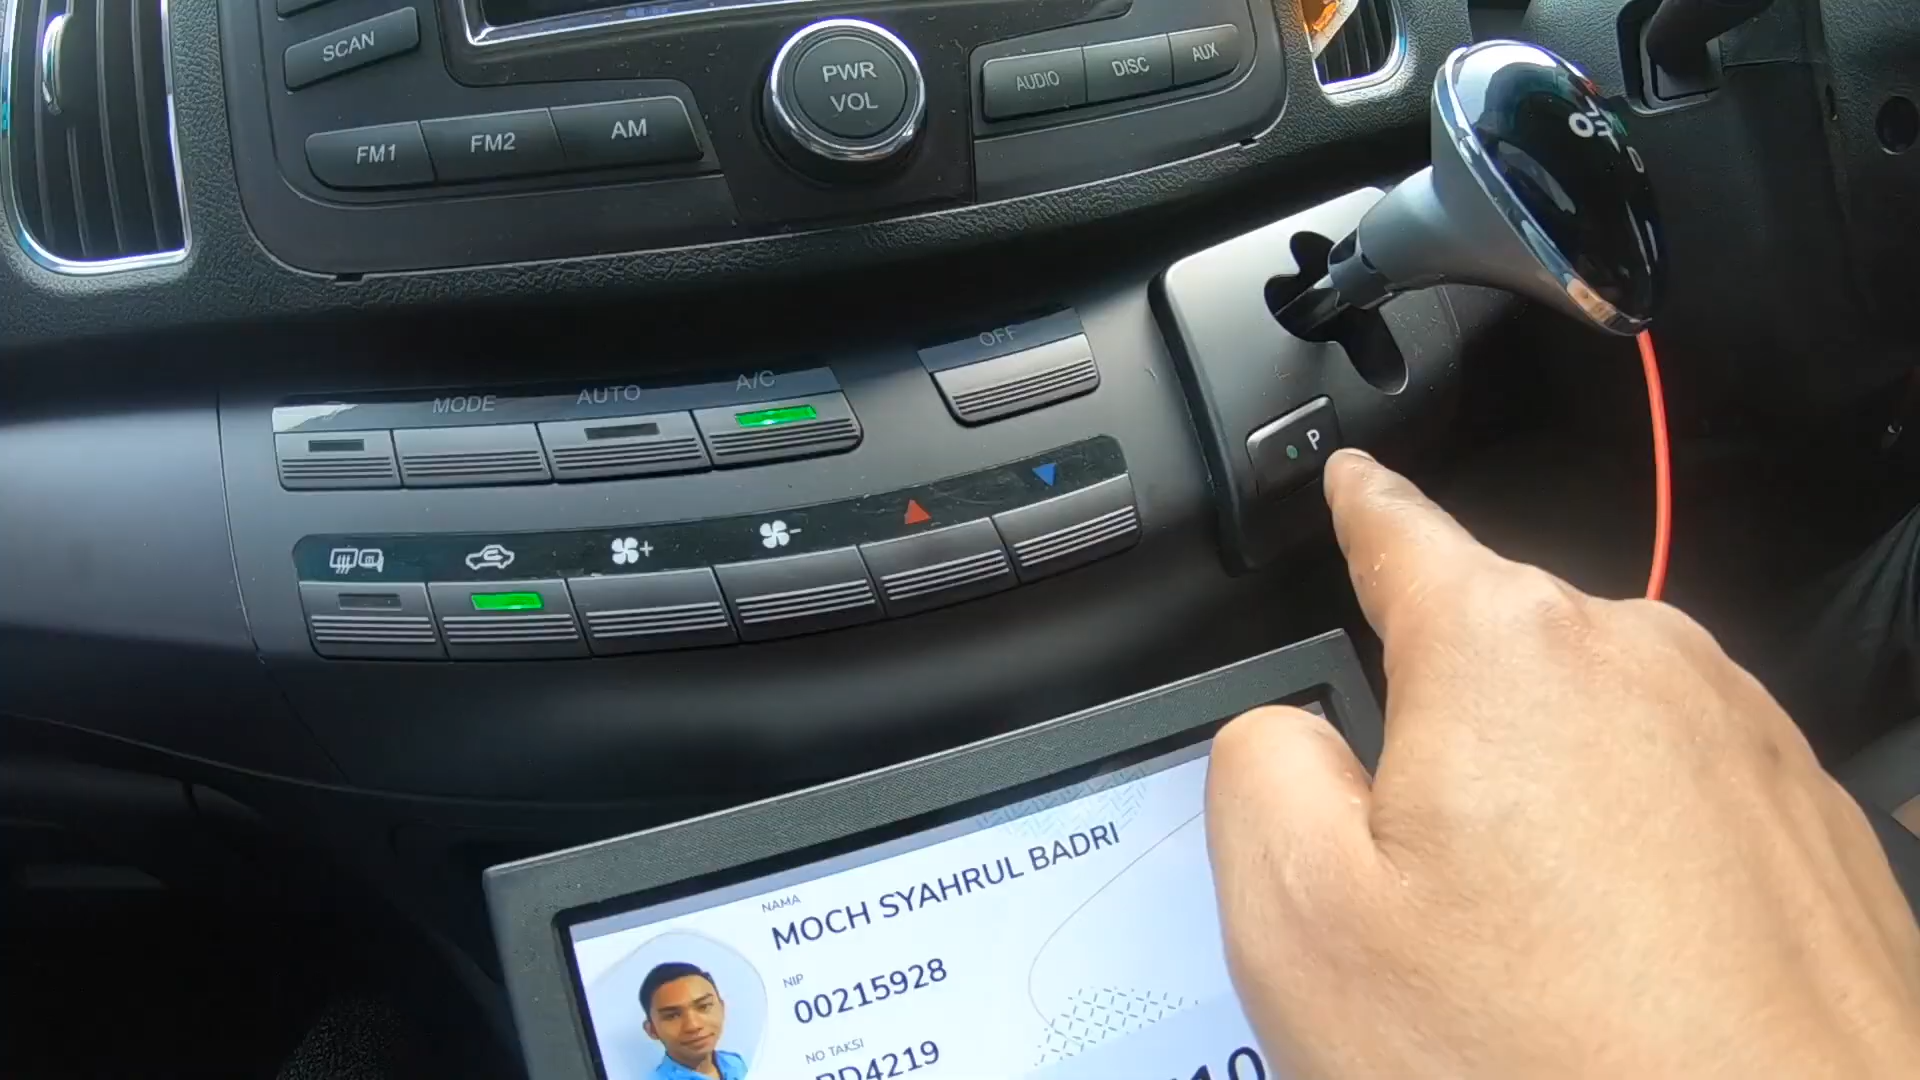 SCAN
PWR
VOL
AUDIO
DISC
AUX
FM1
FM2
AM
MODE
AUTO
A/C
OFF
P
NAMA
MOCH SYAHRUL BADRI
NIP
00215928
NO TAKSI